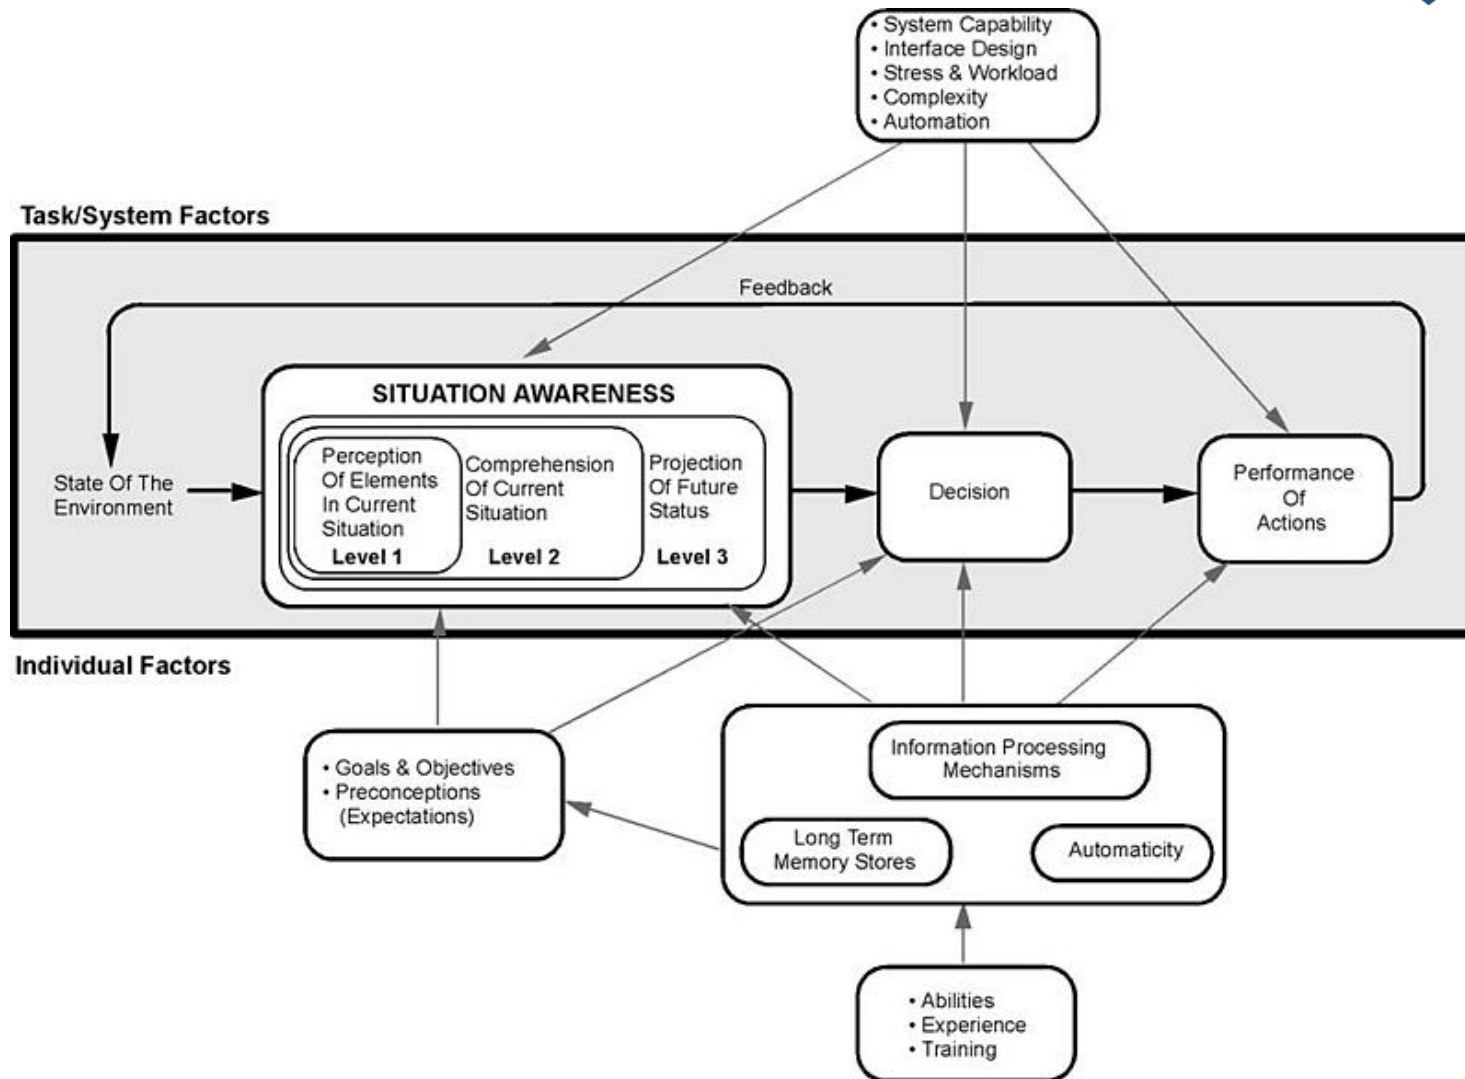 • System Capability
• Interface Design
• Stress & Workload
• Complexity
• Automation
Task/System Factors
Feedback
SITUATION AWARENESS
Perception
Of Elements
In Current
Situation
Level 1
Comprehension
Of Current
Situation
Level 2
Projection
Of Future
Status
Level 3
State Of The
Environment
Decision
Performance
Of
Actions
Individual Factors
• Goals & Objectives
• Preconceptions
(Expectations)
Information Processing
Mechanisms
Long Term
Memory Stores
Automaticity
• Abilities
• Experience
• Training